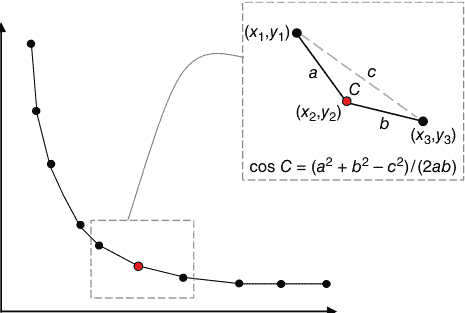 (x₁,y₁)
a
c
C
(x₂,y₂)
b
(x₃,y₃)
cos C = (a² + b² – c²)/(2ab)